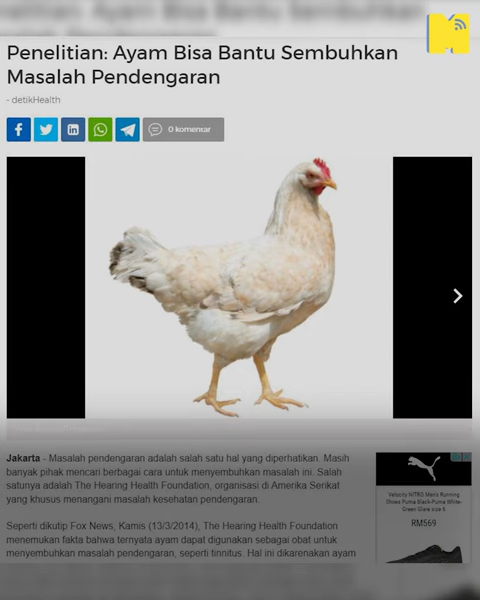 Penelitian: Ayam Bisa Bantu Sembuhkan
Masalah Pendengaran
- detikHealth
0 komentar
Jakarta - Masalah pendengaran adalah salah satu hal yang diperhatikan. Masih
banyak pihak mencari berbagai cara untuk menyembuhkan masalah ini. Salah
satunya adalah The Hearing Health Foundation, organisasi di Amerika Serikat
yang khusus menangani masalah kesehatan pendengaran.
Seperti dikutip Fox News, Kamis (13/3/2014), The Hearing Health Foundation
menemukan fakta bahwa ternyata ayam dapat digunakan sebagai obat untuk
menyembuhkan masalah pendengaran, seperti tinnitus. Hal ini dikarenakan ayam
Velocity NITRO Men's Running
Shoes Puma Black-Puma White-
Green Glare size 6
RM569